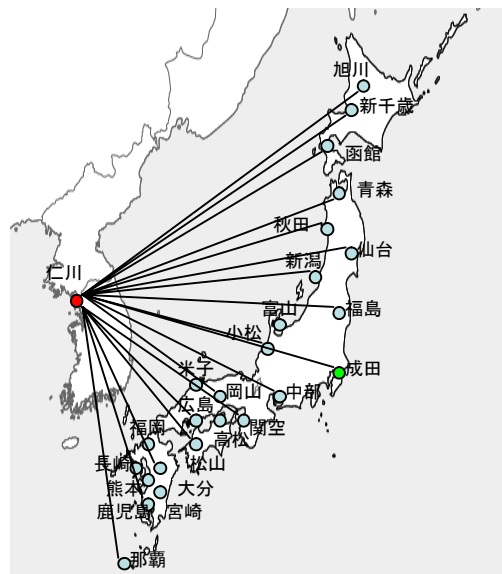 旭川
新千歳
函館
青森
秋田
仙台
新潟
仁川
富山
福島
小松
成田
米子
岡山
中部
広島
福岡
高松
関空
長崎
松山
熊本
大分
鹿児島
宮崎
那覇